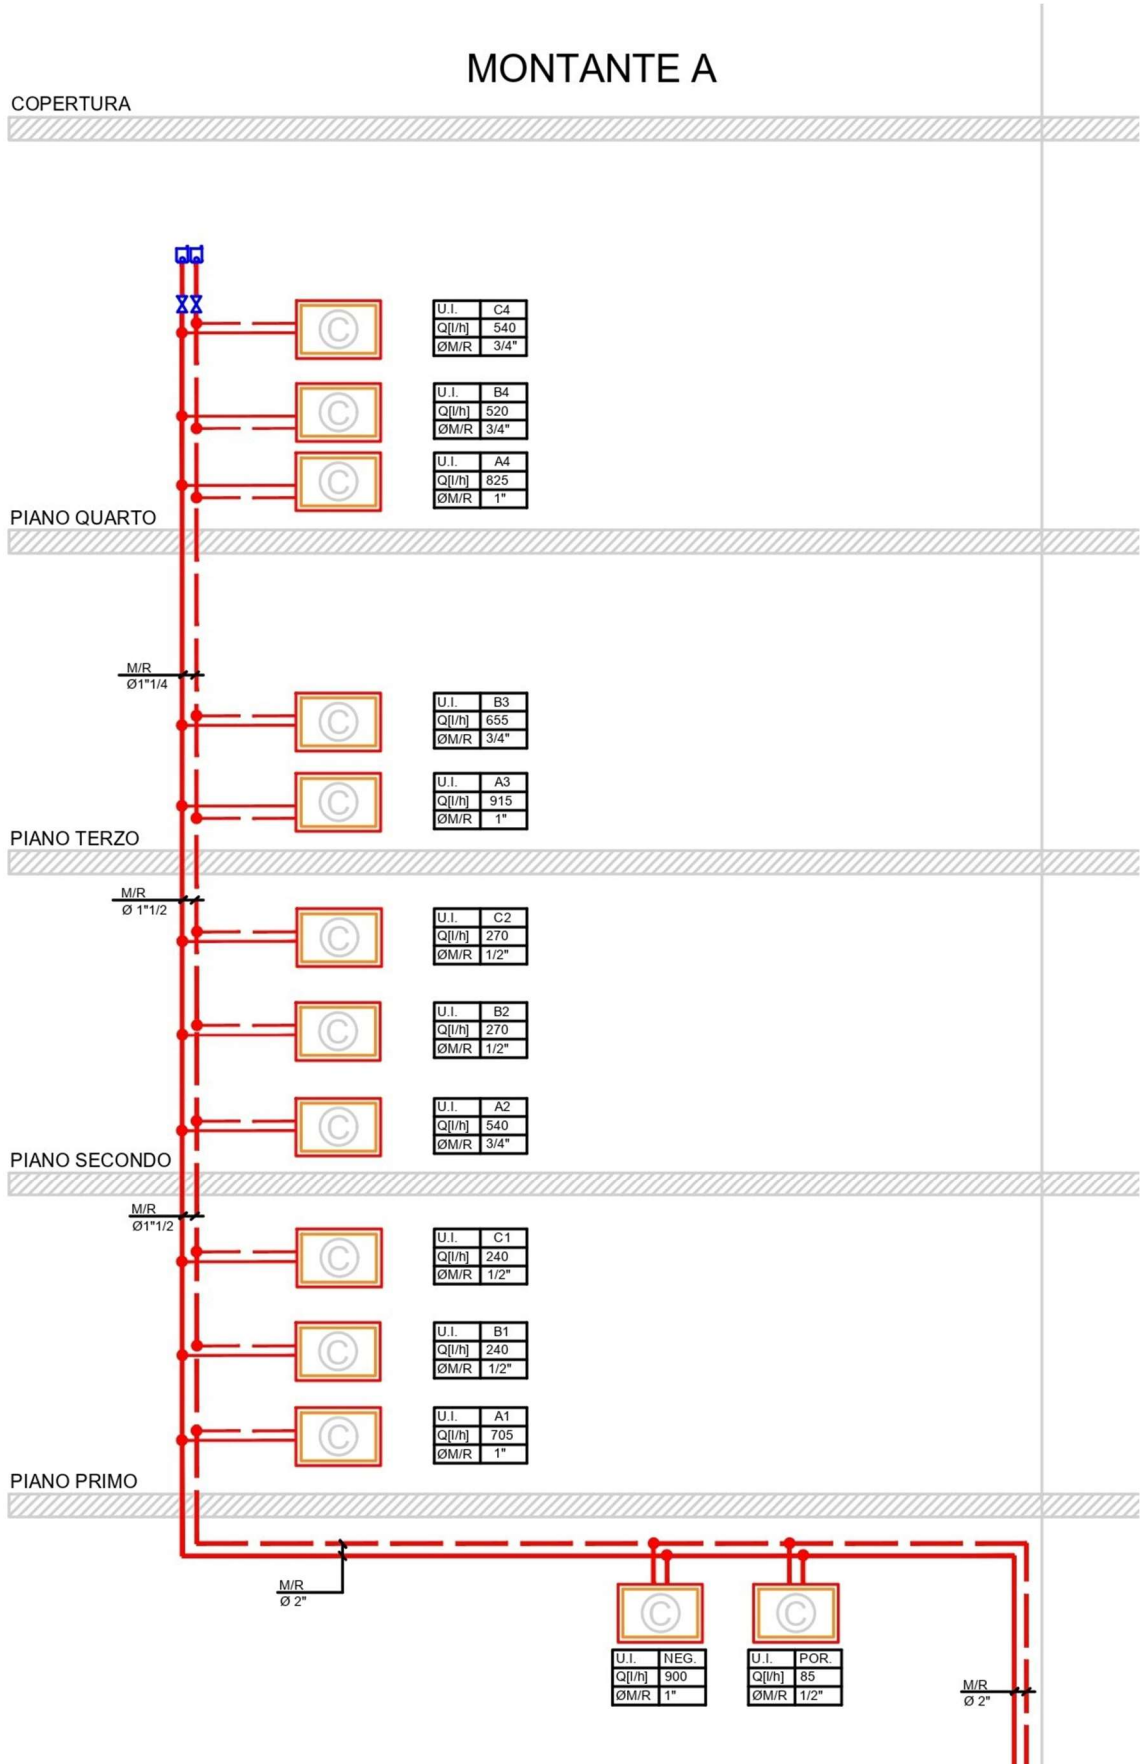 MONTANTE A
COPERTURA
©
U.I. C4
Q[l/h] 540
ØM/R 3/4"
©
U.I. B4
Q[l/h] 520
ØM/R 3/4"
©
U.I. A4
Q[l/h] 825
ØM/R 1"
PIANO QUARTO
M/R
Ø1"1/4
©
U.I. B3
Q[l/h] 655
ØM/R 3/4"
©
U.I. A3
Q[l/h] 915
ØM/R 1"
PIANO TERZO
M/R
Ø 1"1/2
©
U.I. C2
Q[l/h] 270
ØM/R 1/2"
©
U.I. B2
Q[l/h] 270
ØM/R 1/2"
©
U.I. A2
Q[l/h] 540
ØM/R 3/4"
PIANO SECONDO
M/R
Ø1"1/2
©
U.I. C1
Q[l/h] 240
ØM/R 1/2"
©
U.I. B1
Q[l/h] 240
ØM/R 1/2"
©
U.I. A1
Q[l/h] 705
ØM/R 1"
PIANO PRIMO
M/R
Ø 2"
©
U.I. NEG.
Q[l/h] 900
ØM/R 1"
©
U.I. POR.
Q[l/h] 85
ØM/R 1/2"
M/R
Ø 2"